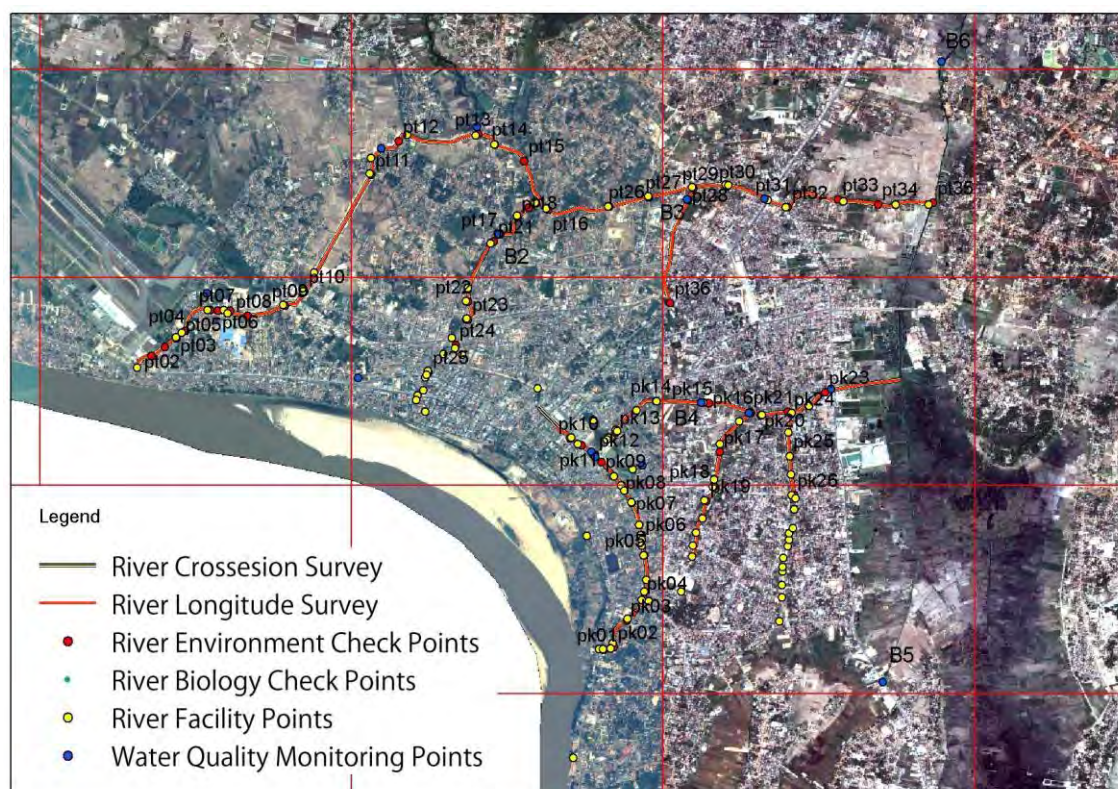 B6
pt12
pt13
pt14
pt15
pt11
pt26
pt27
pt29
pt30
pt28
pt31
pt32
pt33
pt34
pt35
B3
pt18
pt16
pt17
pt21
B2
pt10
pt09
pt08
pt07
pt06
pt05
pt04
pt03
pt02
pt22
pt23
pt24
pt25
pt36
pk14
pk15
pk16
pk21
pk23
pk24
pk13
B4
pk20
pk10
pk12
pk11
pk09
pk17
pk25
pk08
pk18
pk19
pk26
pk07
pk06
pk05
pk04
pk03
pk01
pk02
B5
Legend
River Crossesion Survey
River Longitude Survey
River Environment Check Points
River Biology Check Points
River Facility Points
Water Quality Monitoring Points